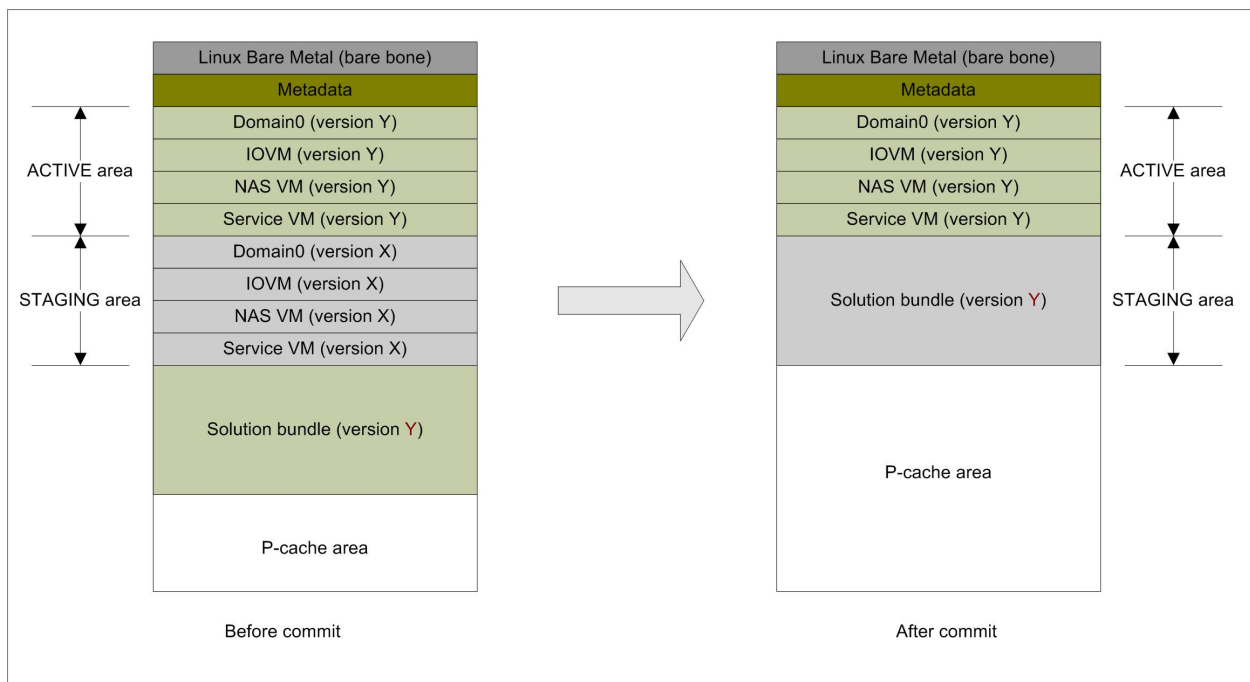 Linux Bare Metal (bare bone)
Metadata
Domain0 (version Y)
IOVM (version Y)
NAS VM (version Y)
Service VM (version Y)
Domain0 (version X)
IOVM (version X)
NAS VM (version X)
Service VM (version X)
Solution bundle (version Y)
P-cache area
ACTIVE area
STAGING area
Before commit
Linux Bare Metal (bare bone)
Metadata
Domain0 (version Y)
IOVM (version Y)
NAS VM (version Y)
Service VM (version Y)
Solution bundle (version Y)
P-cache area
ACTIVE area
STAGING area
After commit